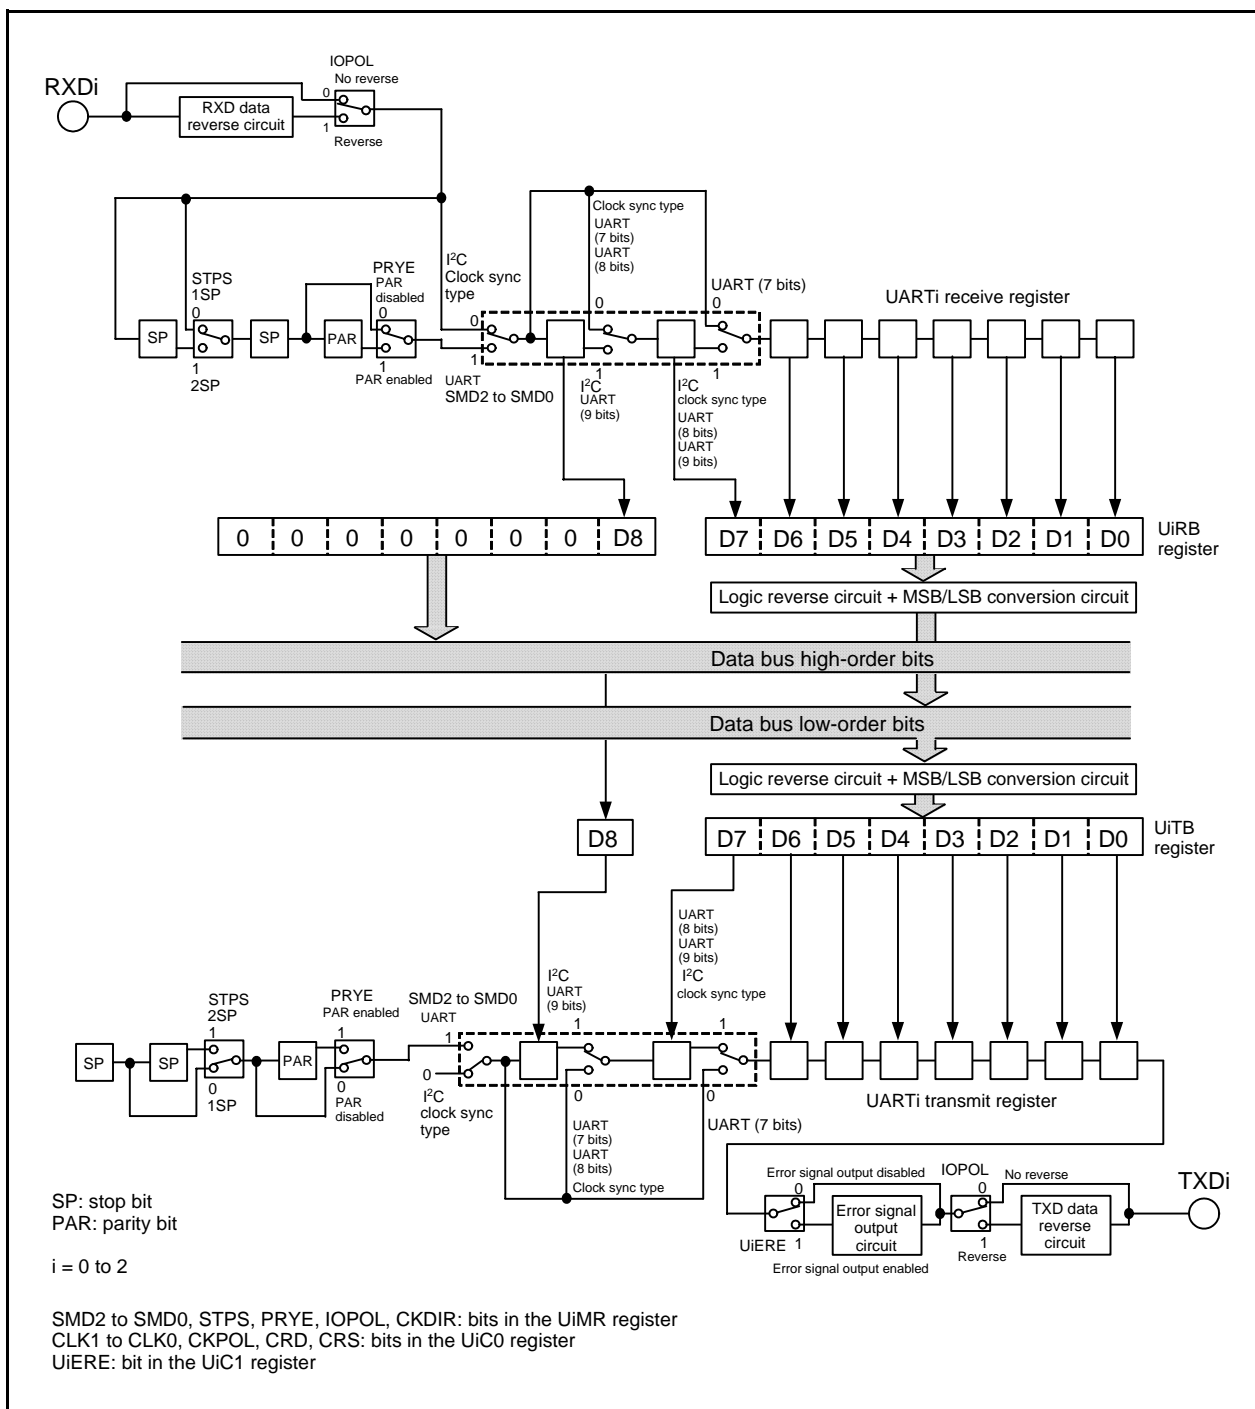 IOPOL
No reverse
RXDi
0
RXD data
reverse circuit
1
Reverse
STPS
1SP
0
SP
1
2SP
SP
PAR
PRYE
PAR
disabled
0
1
PAR enabled
I²C
Clock sync
type
0
1
UART
SMD2 to SMD0
Clock sync type
UART
(7 bits)
UART
(8 bits)
0
1
I²C
UART
(9 bits)
UART (7 bits)
0
1
I²C
clock sync type
UART
(8 bits)
UART
(9 bits)
UARTi receive register
0 0 0 0 0 0 0 D8
D7 D6 D5 D4 D3 D2 D1 D0
UiRB
register
Logic reverse circuit + MSB/LSB conversion circuit
Data bus high-order bits
Data bus low-order bits
Logic reverse circuit + MSB/LSB conversion circuit
D8
D7 D6 D5 D4 D3 D2 D1 D0
UiTB
register
UART
(8 bits)
UART
(9 bits)
I²C
clock sync type
I²C
UART
(9 bits)
STPS
2SP
1
SP
SP
0
1SP
PRYE
PAR enabled
1
PAR
0
PAR
disabled
SMD2 to SMD0
UART
1
0
I²C
clock sync
type
1
0
UART
(7 bits)
UART
(8 bits)
Clock sync type
1
0
UART (7 bits)
UARTi transmit register
Error signal output disabled
0
UiERE 1
Error signal
output
circuit
Error signal output enabled
IOPOL
0
No reverse
1
Reverse
TXD data
reverse
circuit
TXDi
SP: stop bit
PAR: parity bit
i = 0 to 2
SMD2 to SMD0, STPS, PRYE, IOPOL, CKDIR: bits in the UiMR register
CLK1 to CLK0, CKPOL, CRD, CRS: bits in the UiC0 register
UiERE: bit in the UiC1 register